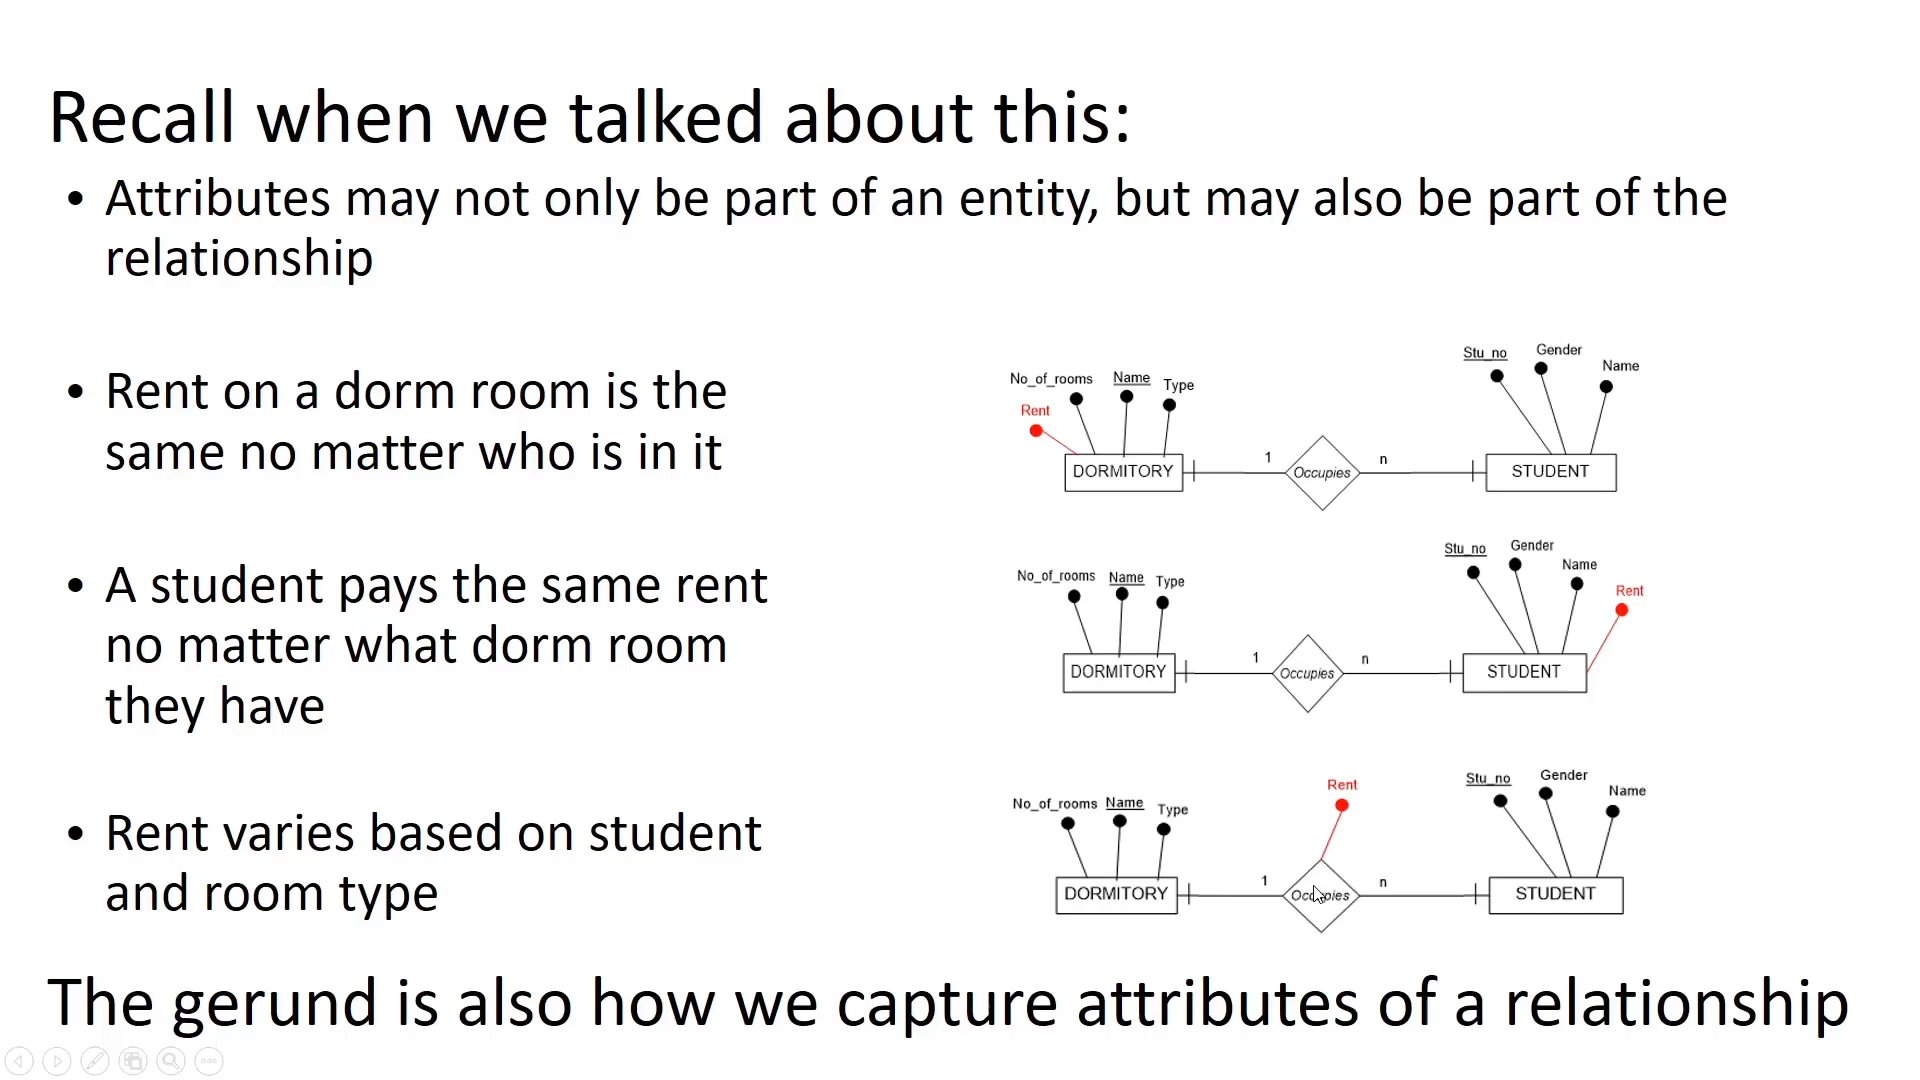 Recall when we talked about this:
• Attributes may not only be part of an entity, but may also be part of the
relationship
• Rent on a dorm room is the
same no matter who is in it
Stu_no Gender Name
No_of_rooms Name Type
Rent
DORMITORY 1 Occupies n STUDENT
• A student pays the same rent
no matter what dorm room
they have
Stu_no Gender Name
No_of_rooms Name Type Rent
DORMITORY 1 Occupies n STUDENT
• Rent varies based on student
and room type
Rent Stu_no Gender Name
No_of_rooms Name Type
DORMITORY 1 Occupies n STUDENT
The gerund is also how we capture attributes of a relationship